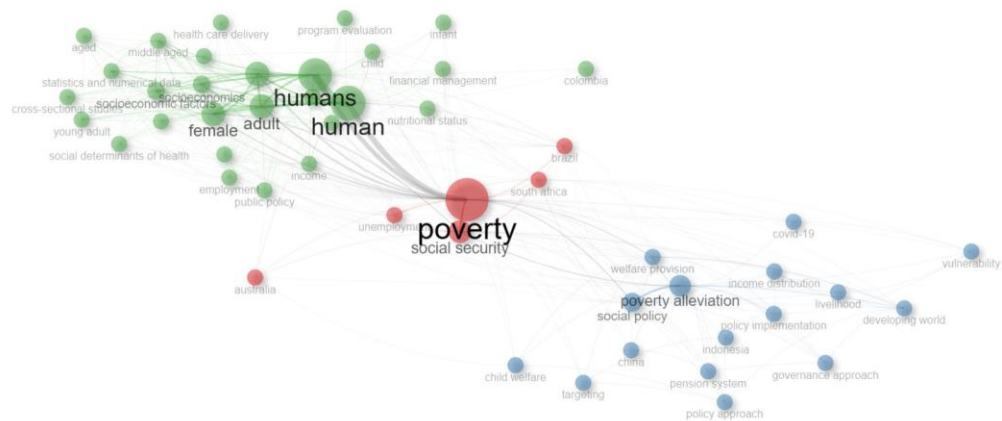 health care delivery
program evaluation
infant
aged
middle aged
child
statistics and numerical data
financial management
colombia
socioeconomics
humans
cross-sectional studies
socioeconomic factors
nutritional status
young adult
female
adult
human
social determinants of health
brazil
income
employment
south africa
public policy
unemployment
poverty
covid-19
social security
vulnerability
welfare provision
australia
income distribution
poverty alleviation
livelihood
social policy
developing world
policy implementation
indonesia
china
child welfare
governance approach
pension system
targeting
policy approach